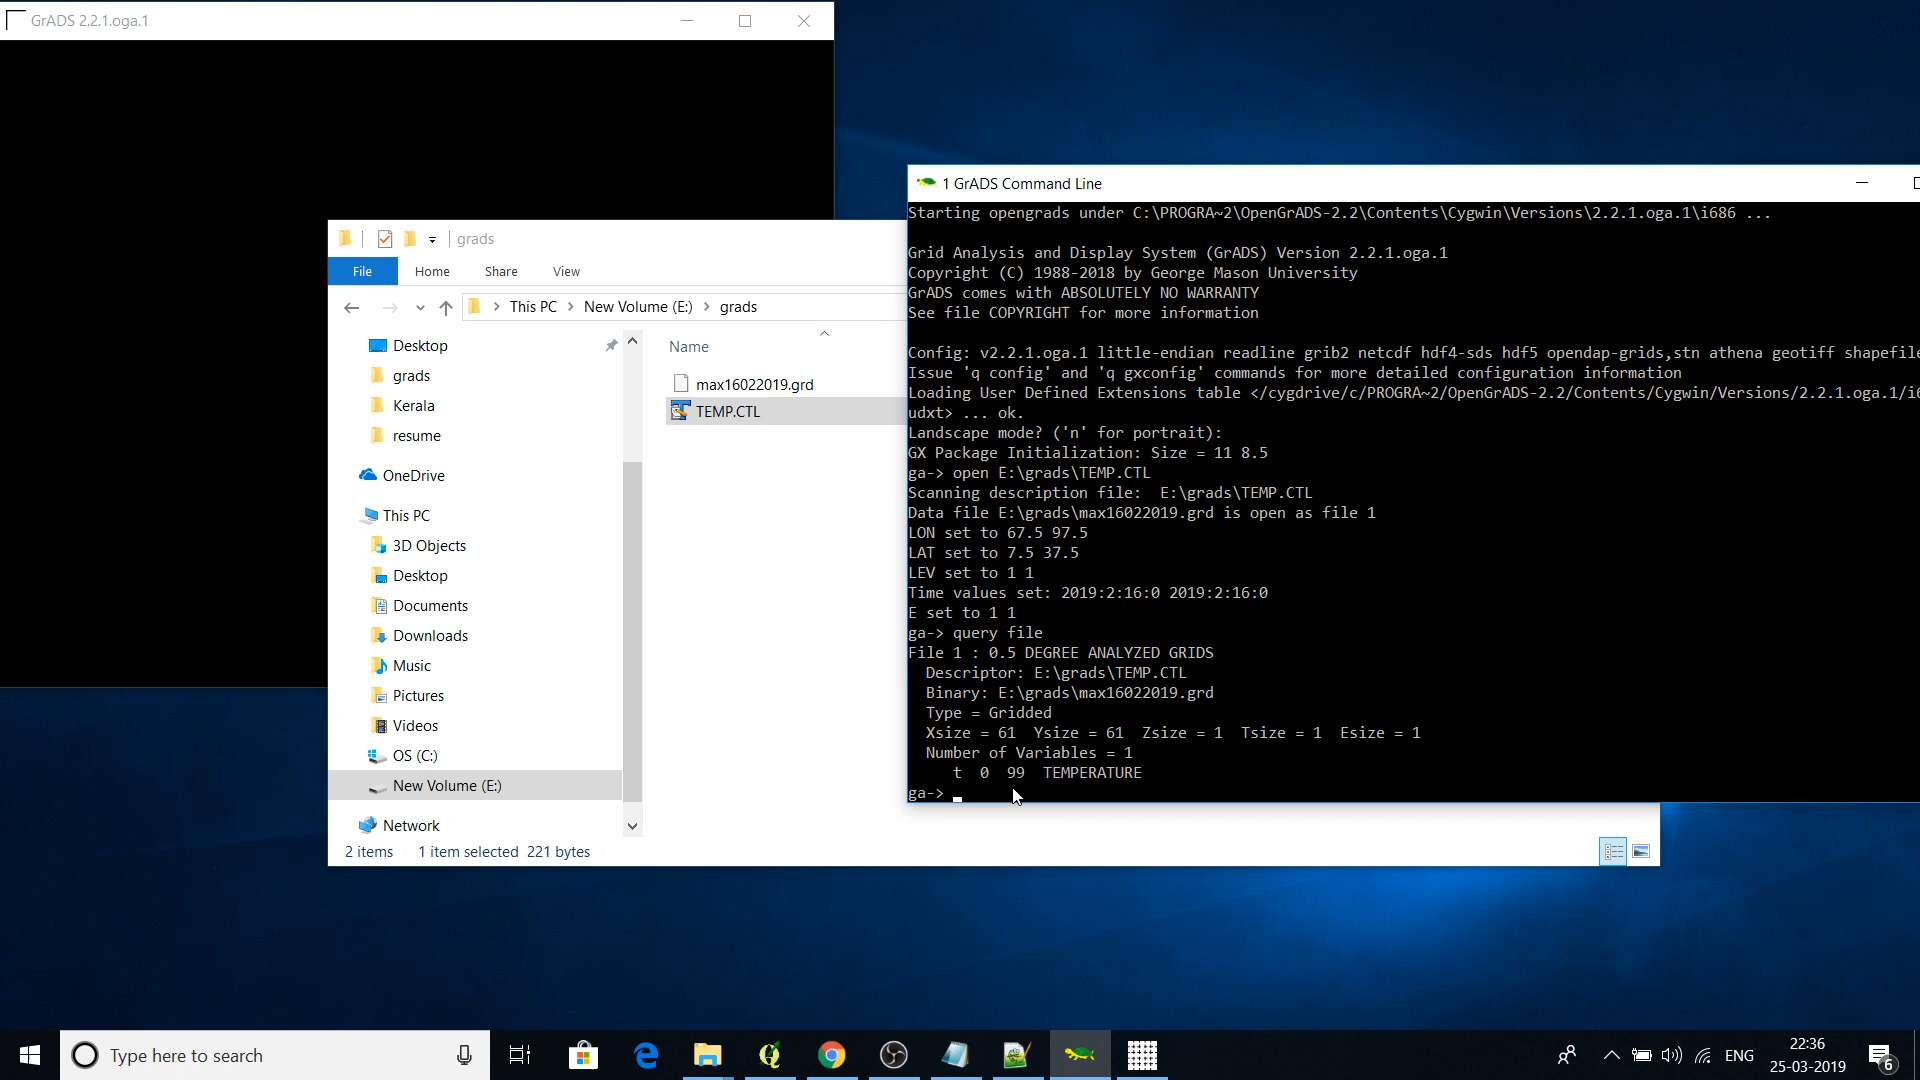 GrADS 2.2.1.oga.1
grads
File Home Share View
This PC New Volume (E:) grads
Desktop
grads
Kerala
resume
OneDrive
This PC
3D Objects
Desktop
Documents
Downloads
Music
Pictures
Videos
OS (C:)
New Volume (E:)
Network
Name
max16022019.grd
TEMP.CTL
2 items 1 item selected 221 bytes
1 GrADS Command Line
Starting opengrads under C:\PROGRA~2\OpenGrADS-2.2\Contents\Cygwin\Versions\2.2.1.oga.1\i686 ...
Grid Analysis and Display System (GrADS) Version 2.2.1.oga.1
Copyright (C) 1988-2018 by George Mason University
GrADS comes with ABSOLUTELY NO WARRANTY
See file COPYRIGHT for more information
Config: v2.2.1.oga.1 little-endian readline grib2 netcdf hdf4-sds hdf5 opendap-grids,stn athena geotiff shapefile
Issue 'q config' and 'q gxconfig' commands for more detailed configuration information
Loading User Defined Extensions table </cygdrive/c/PROGRA~2/OpenGrADS-2.2/Contents/Cygwin/Versions/2.2.1.oga.1/i6
udxt> ... ok.
Landscape mode? ('n' for portrait):
GX Package Initialization: Size = 11 8.5
ga-> open E:\grads\TEMP.CTL
Scanning description file:  E:\grads\TEMP.CTL
Data file E:\grads\max16022019.grd is open as file 1
LON set to 67.5 97.5
LAT set to 7.5 37.5
LEV set to 1 1
Time values set: 2019:2:16:0 2019:2:16:0
E set to 1 1
ga-> query file
File 1 : 0.5 DEGREE ANALYZED GRIDS
Descriptor: E:\grads\TEMP.CTL
Binary: E:\grads\max16022019.grd
Type = Gridded
Xsize = 61  Ysize = 61  Zsize = 1  Tsize = 1  Esize = 1
Number of Variables = 1
t  0  99  TEMPERATURE
ga->
Type here to search
ENG
22:36
25-03-2019
6